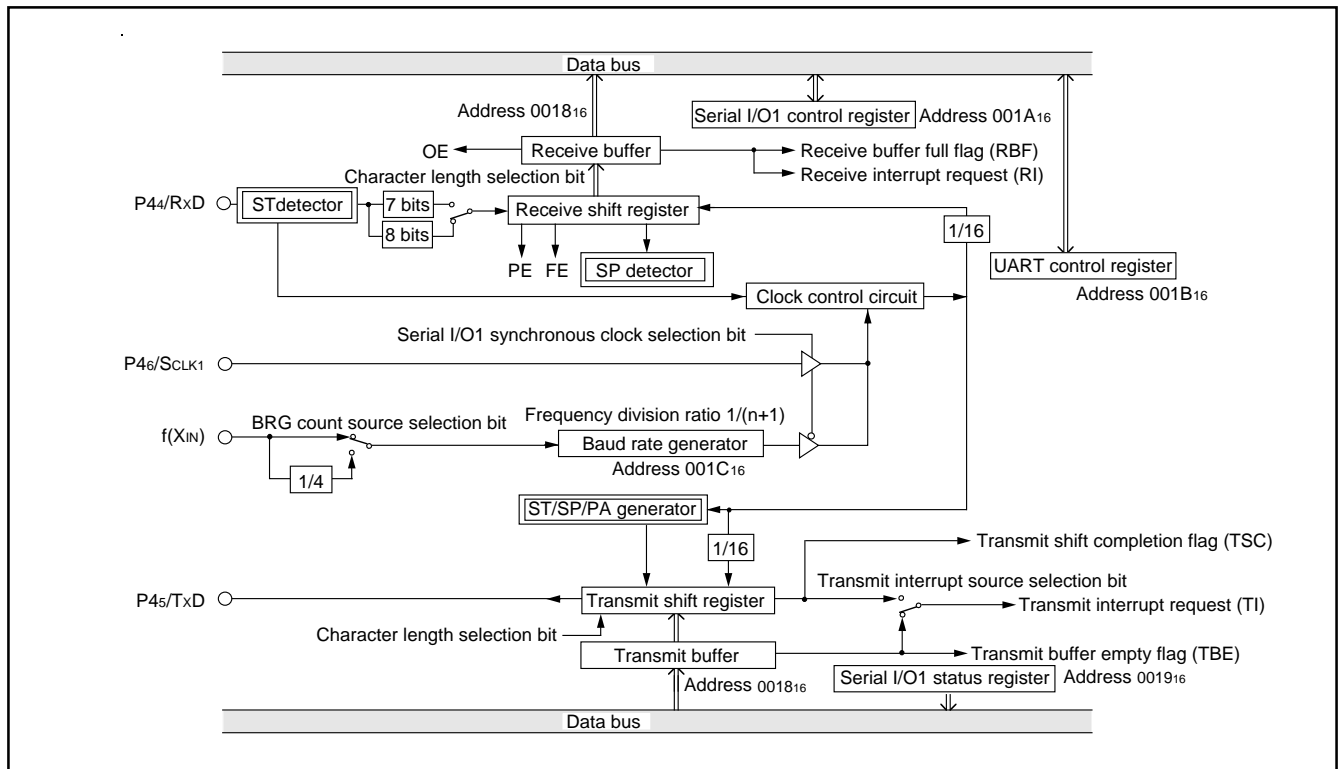 Data bus
Address 0018₁₆
Serial I/O1 control register
Address 001A₁₆
OE
Receive buffer
Receive buffer full flag (RBF)
Receive interrupt request (RI)
Character length selection bit
P4₄/RxD
STdetector
7 bits
8 bits
Receive shift register
1/16
PE
FE
SP detector
UART control register
Address 001B₁₆
Clock control circuit
Serial I/O1 synchronous clock selection bit
P4₆/SCLK1
BRG count source selection bit
Frequency division ratio 1/(n+1)
f(XIN)
Baud rate generator
Address 001C₁₆
1/4
ST/SP/PA generator
1/16
Transmit shift completion flag (TSC)
Transmit interrupt source selection bit
P4₅/TxD
Transmit shift register
Transmit interrupt request (TI)
Character length selection bit
Transmit buffer
Transmit buffer empty flag (TBE)
Address 0018₁₆
Serial I/O1 status register
Address 0019₁₆
Data bus